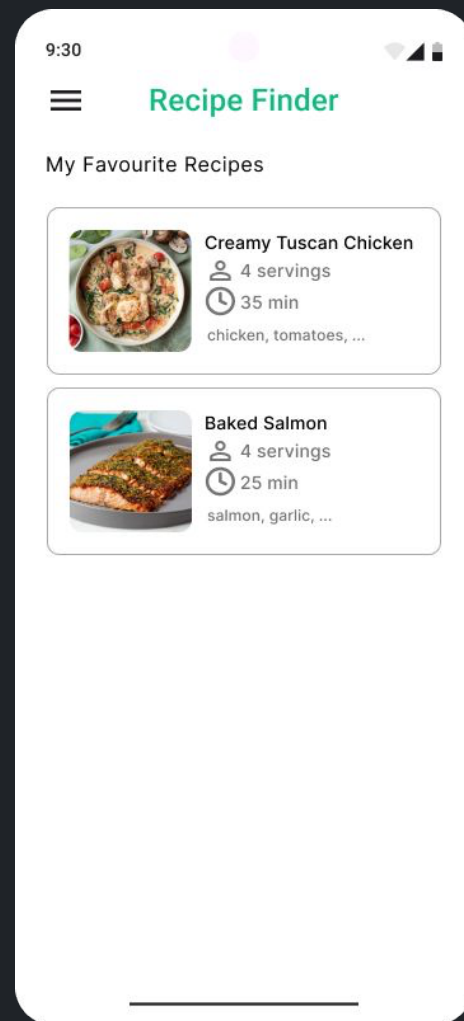 9:30
Recipe Finder
My Favourite Recipes
Creamy Tuscan Chicken
4 servings
35 min
chicken, tomatoes, ...
Baked Salmon
4 servings
25 min
salmon, garlic, ...